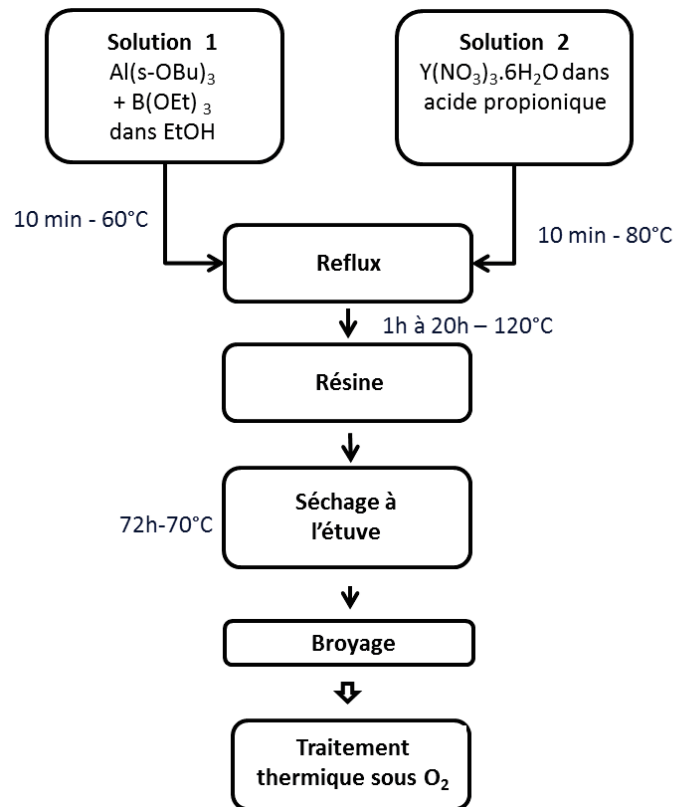 Solution 1
Al(s-OBu)₃
+ B(OEt) ₃
dans EtOH
Solution 2
Y(NO₃)₃.6H₂O dans
acide propionique
10 min - 60°C
10 min - 80°C
Reflux
1h à 20h – 120°C
Résine
Séchage à
l’étuve
72h-70°C
Broyage
Traitement
thermique sous O₂